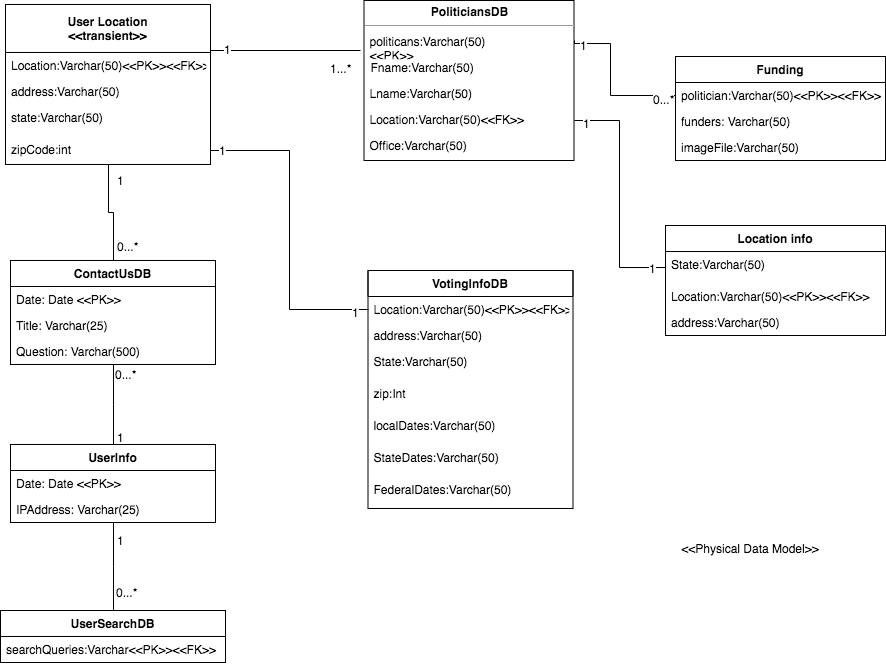 User Location
<<transient>>
Location:Varchar(50)<<PK>><<FK>>
address:Varchar(50)
state:Varchar(50)
zipCode:int
1
1...*
PoliticiansDB
politicans:Varchar(50)
<<PK>>
Fname:Varchar(50)
Lname:Varchar(50)
Location:Varchar(50)<<FK>>
Office:Varchar(50)
1
0...*
Funding
politician:Varchar(50)<<PK>><<FK>>
funders: Varchar(50)
imageFile:Varchar(50)
1
1
Location info
State:Varchar(50)
Location:Varchar(50)<<PK>><<FK>>
address:Varchar(50)
1
1
VotingInfoDB
Location:Varchar(50)<<PK>><<FK>>
address:Varchar(50)
State:Varchar(50)
zip:Int
localDates:Varchar(50)
StateDates:Varchar(50)
FederalDates:Varchar(50)
1
0...*
ContactUsDB
Date: Date <<PK>>
Title: Varchar(25)
Question: Varchar(500)
0...*
1
UserInfo
Date: Date <<PK>>
IPAddress: Varchar(25)
1
0...*
UserSearchDB
searchQueries:Varchar<<PK>><<FK>>
<<Physical Data Model>>